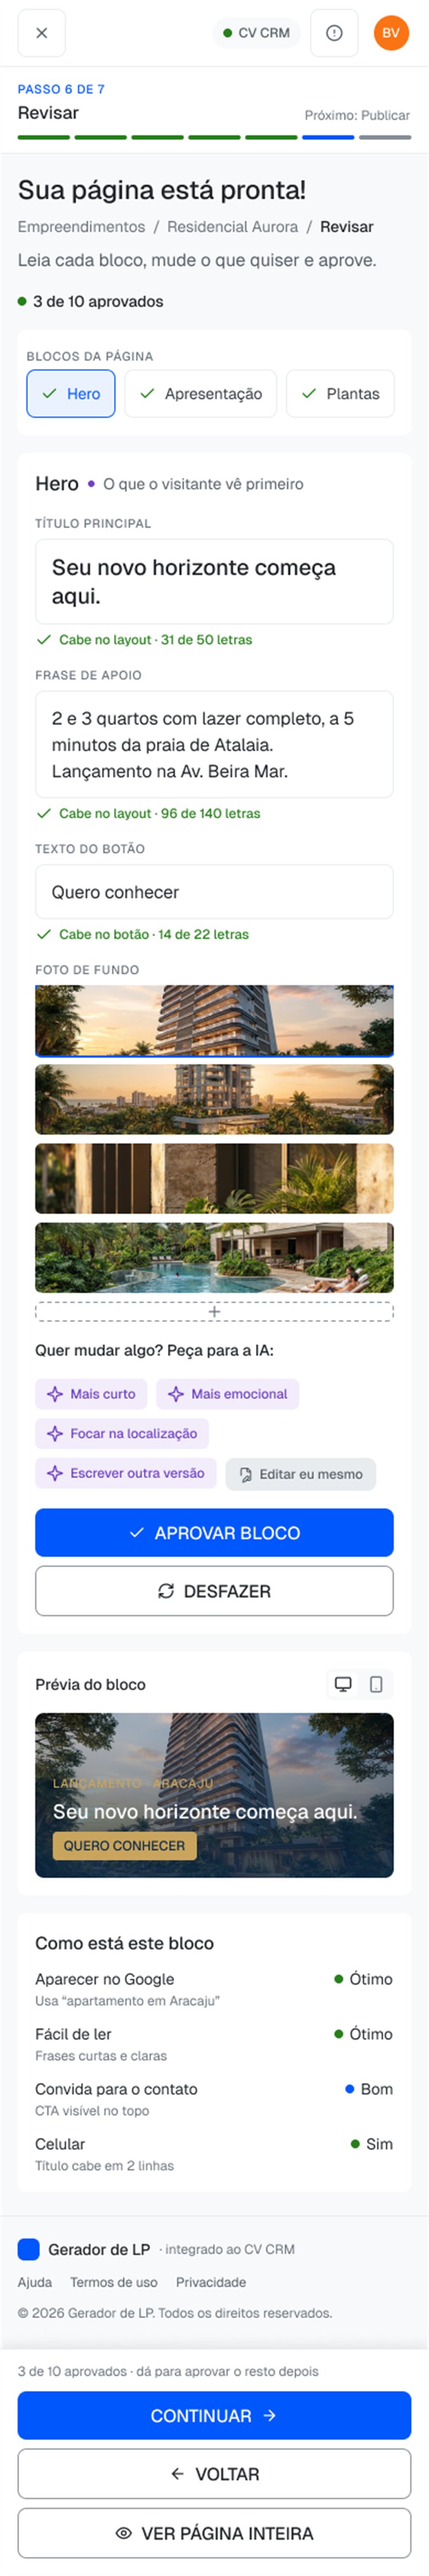 CV CRM
BV
PASSO 6 DE 7
Revisar
Próximo: Publicar
Sua página está pronta!
Empreendimentos / Residencial Aurora / Revisar
Leia cada bloco, mude o que quiser e aprove.
3 de 10 aprovados
BLOCOS DA PÁGINA
Hero
Apresentação
Plantas
Hero • O que o visitante vê primeiro
TÍTULO PRINCIPAL
Seu novo horizonte começa
aqui.
Cabe no layout · 31 de 50 letras
FRASE DE APOIO
2 e 3 quartos com lazer completo, a 5
minutos da praia de Atalaia.
Lançamento na Av. Beira Mar.
Cabe no layout · 96 de 140 letras
TEXTO DO BOTÃO
Quero conhecer
Cabe no botão · 14 de 22 letras
FOTO DE FUNDO
Quer mudar algo? Peça para a IA:
Mais curto
Mais emocional
Focar na localização
Escrever outra versão
Editar eu mesmo
APROVAR BLOCO
DESFAZER
Prévia do bloco
LANÇAMENTO · ARACAJU
Seu novo horizonte começa aqui.
QUERO CONHECER
Como está este bloco
Aparecer no Google
Ótimo
Usa “apartamento em Aracaju”
Fácil de ler
Ótimo
Frases curtas e claras
Convida para o contato
Bom
CTA visível no topo
Celular
Sim
Título cabe em 2 linhas
Gerador de LP · integrado ao CV CRM
Ajuda
Termos de uso
Privacidade
© 2026 Gerador de LP. Todos os direitos reservados.
3 de 10 aprovados · dá para aprovar o resto depois
CONTINUAR →
← VOLTAR
VER PÁGINA INTEIRA